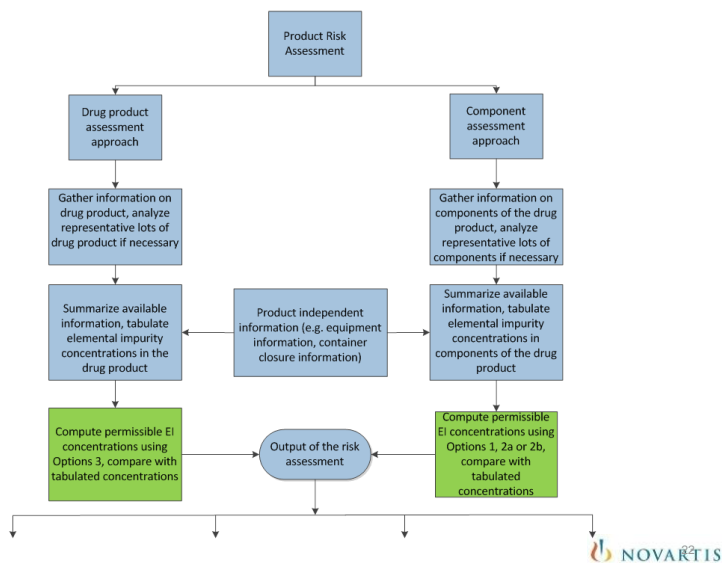 Product Risk
Assessment
Drug product
assessment
approach
Component
assessment
approach
Gather information on
drug product, analyze
representative lots of
drug product if necessary
Gather information on
components of the drug
product, analyze
representative lots of
components if necessary
Summarize available
information, tabulate
elemental impurity
concentrations in the
drug product
Product independent
information (e.g. equipment
information, container
closure information)
Summarize available
information, tabulate
elemental impurity
concentrations in
components of the drug
product
Compute permissible EI
concentrations using
Options 3, compare with
tabulated concentrations
Output of the risk
assessment
Compute permissible
EI concentrations using
Options 1, 2a or 2b,
compare with
tabulated
concentrations
22
NOVARTIS